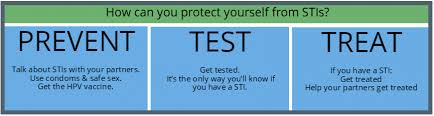 How can you protect yourself from STIs?
PREVENT
Talk about STIs with your partners.
Use condoms & safe sex.
Get the HPV vaccine.
TEST
Get tested.
It's the only way you'll know if
you have a STI.
TREAT
If you have a STI:
Get treated
Help your partners get treated